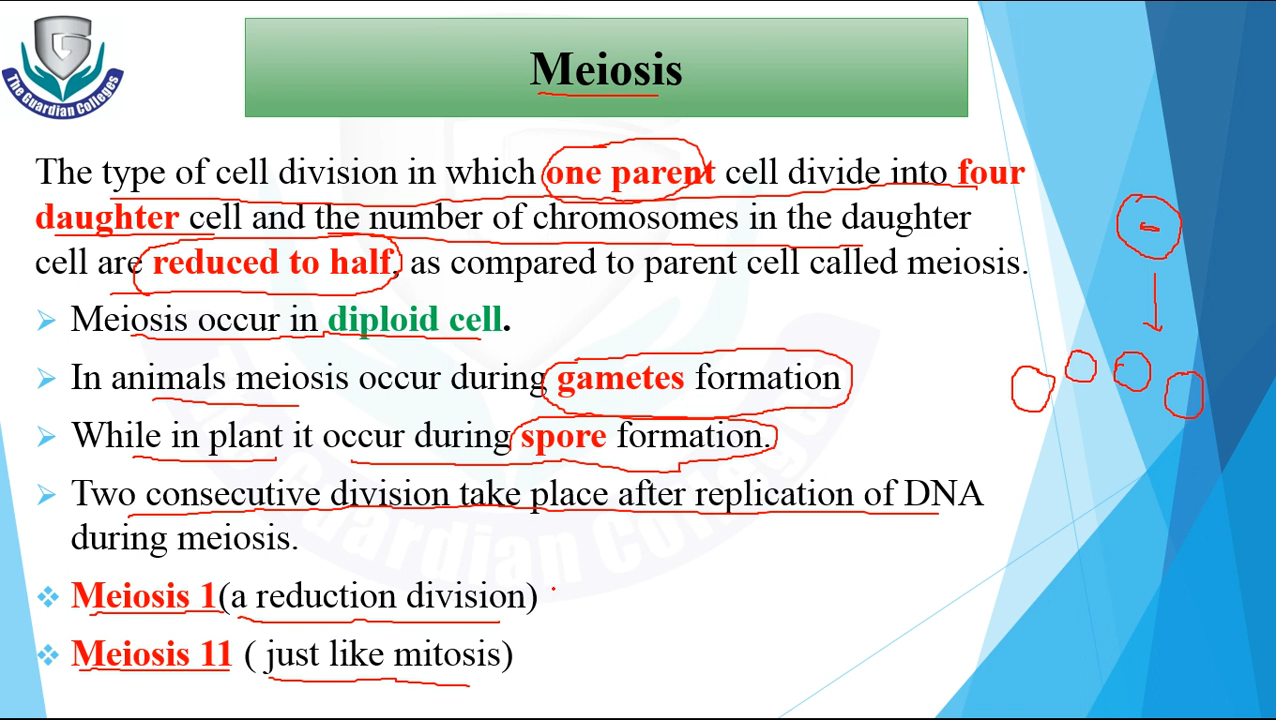 The Guardian Colleges
Meiosis
The type of cell division in which one parent cell divide into four
daughter cell and the number of chromosomes in the daughter
cell are reduced to half, as compared to parent cell called meiosis.
➢ Meiosis occur in diploid cell.
➢ In animals meiosis occur during gametes formation
➢ While in plant it occur during spore formation.
➢ Two consecutive division take place after replication of DNA
during meiosis.
❖ Meiosis 1(a reduction division)
❖ Meiosis 11 ( just like mitosis)
The Guardian Colleges